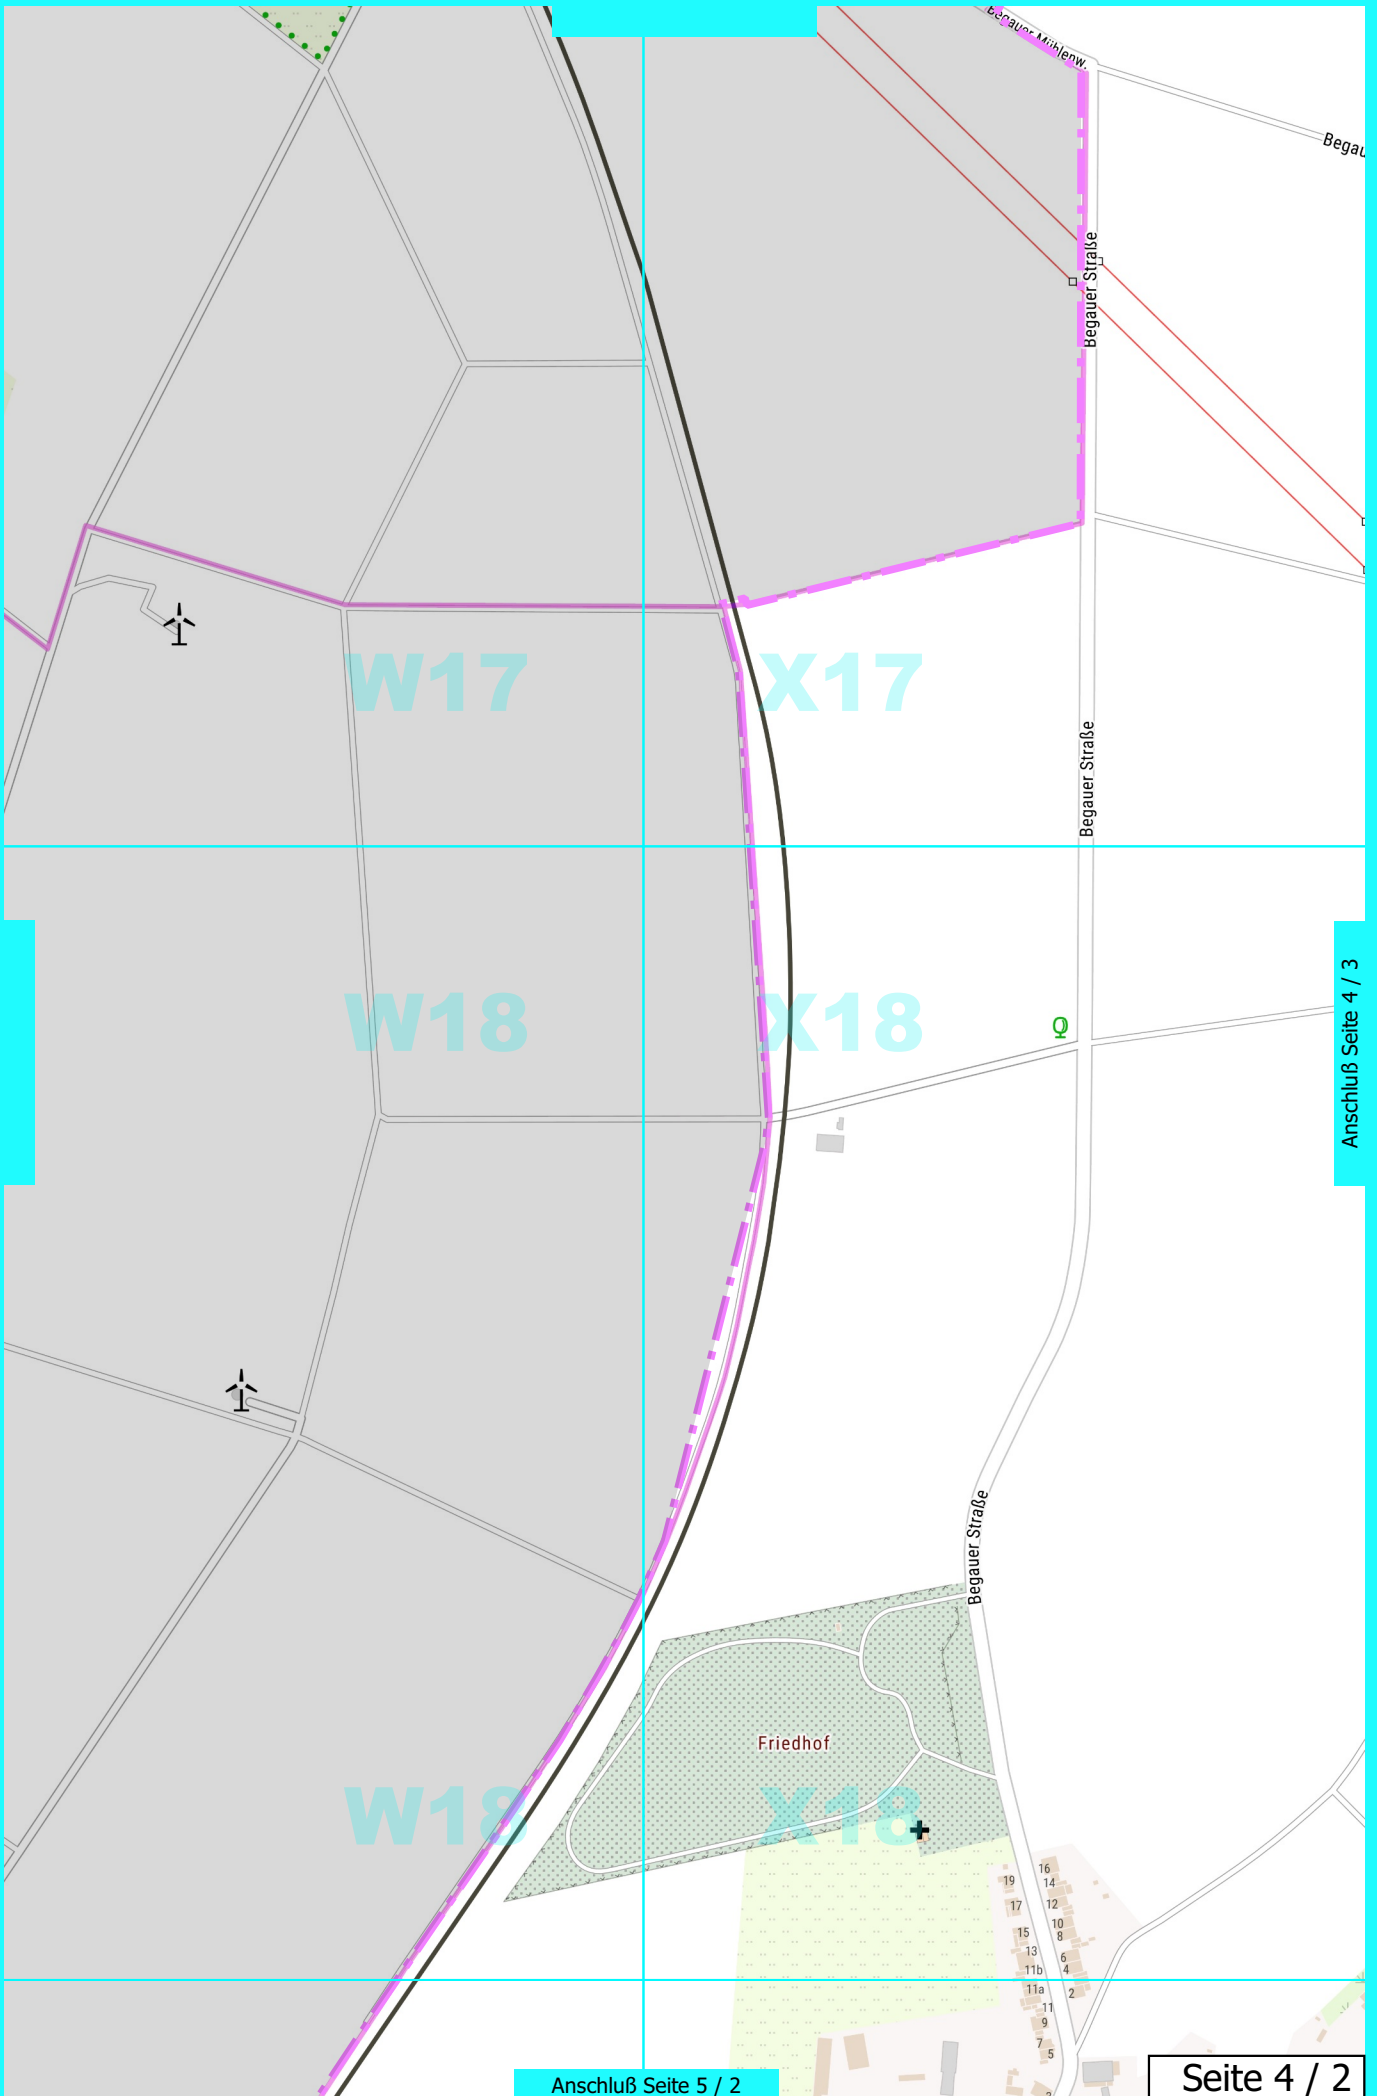 Begauer Mühlenw.
Begau
Begauer Straße
W17
X17
Begauer Straße
Anschluß Seite 4 / 3
W18
X18
Begauer Straße
Friedhof
W18
X18
19
16
14
17
12
10
15
8
13
6
11b
4
11a
2
11
9
7
5
Anschluß Seite 5 / 2
Seite 4 / 2